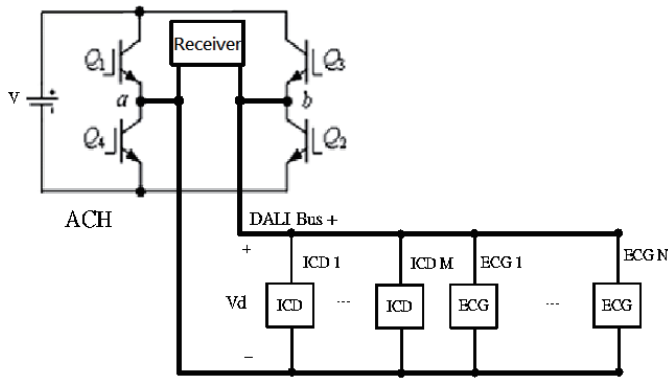 Receiver
Q1
Q3
V
a
b
Q4
Q2
ACH
DALI Bus +
+
ICD 1
ICD M
ECG 1
ECG N
Vd
ICD
...
ICD
ECG
...
ECG
−